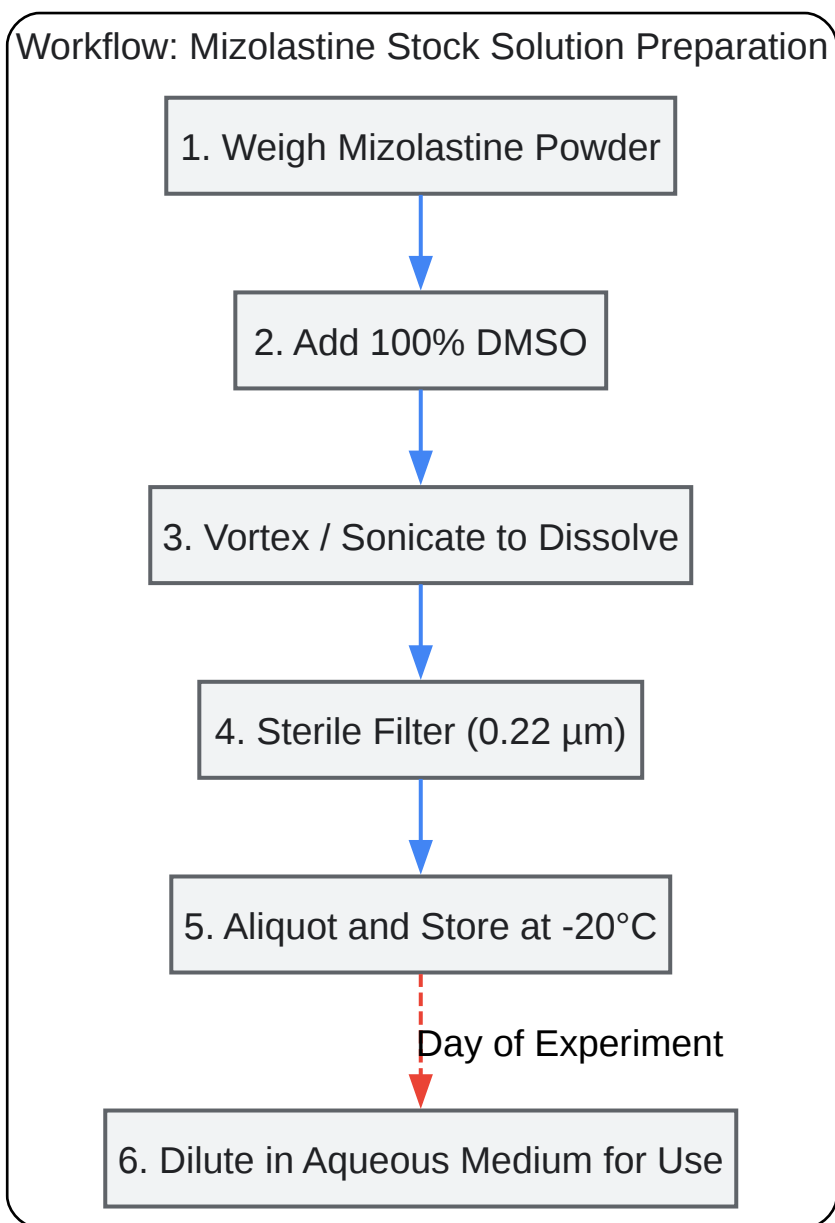 Workflow: Mizolastine Stock Solution Preparation
1. Weigh Mizolastine Powder
2. Add 100% DMSO
3. Vortex / Sonicate to Dissolve
4. Sterile Filter (0.22 µm)
5. Aliquot and Store at -20°C
Day of Experiment
6. Dilute in Aqueous Medium for Use